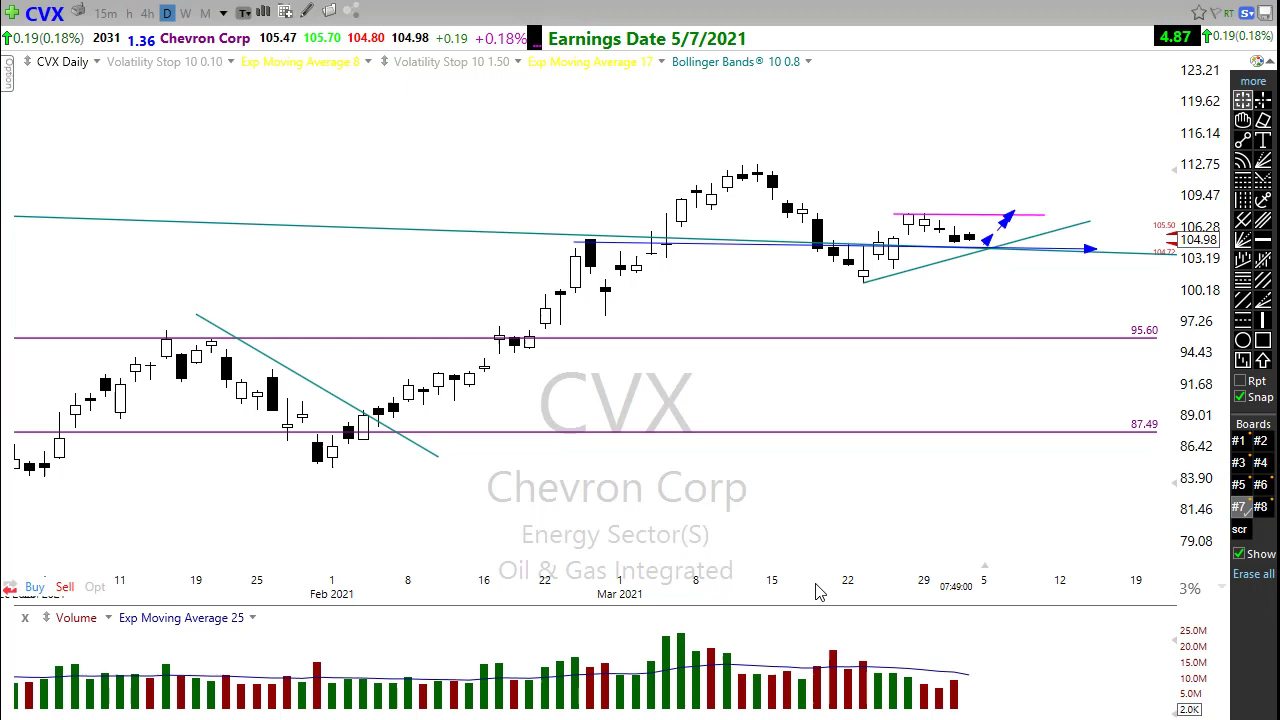 CVX 15m h 4h D W M T RT S
0.19(0.18%) 2031 1.36 Chevron Corp 105.47 105.70 104.80 104.98 +0.19 +0.18% Earnings Date 5/7/2021 4.87 0.19(0.18%)
Option
CVX Daily Volatility Stop 10 0.10 Exp Moving Average 8 Volatility Stop 10 1.50 Exp Moving Average 17 Bollinger Bands® 10 0.8
123.21
more
119.62
116.14
112.75
109.47
106.28
105.50
104.98
104.72
103.19
100.18
97.26
95.60
94.43
91.68
Rpt
Snap
89.01
87.49
Boards
#1 #2
86.42
#3 #4
83.90
#5 #6
81.46
#7 #8
scr
79.08
Show
Erase all
CVX
Chevron Corp
Energy Sector(S)
Oil & Gas Integrated
Buy Sell Opt
11 19 25 1 8 16 22 1 8 15 22 29 5 12 19
07:49:00
3%
Feb 2021 Mar 2021
x Volume Exp Moving Average 25
25.0M
20.0M
15.0M
10.0M
5.0M
2.0K